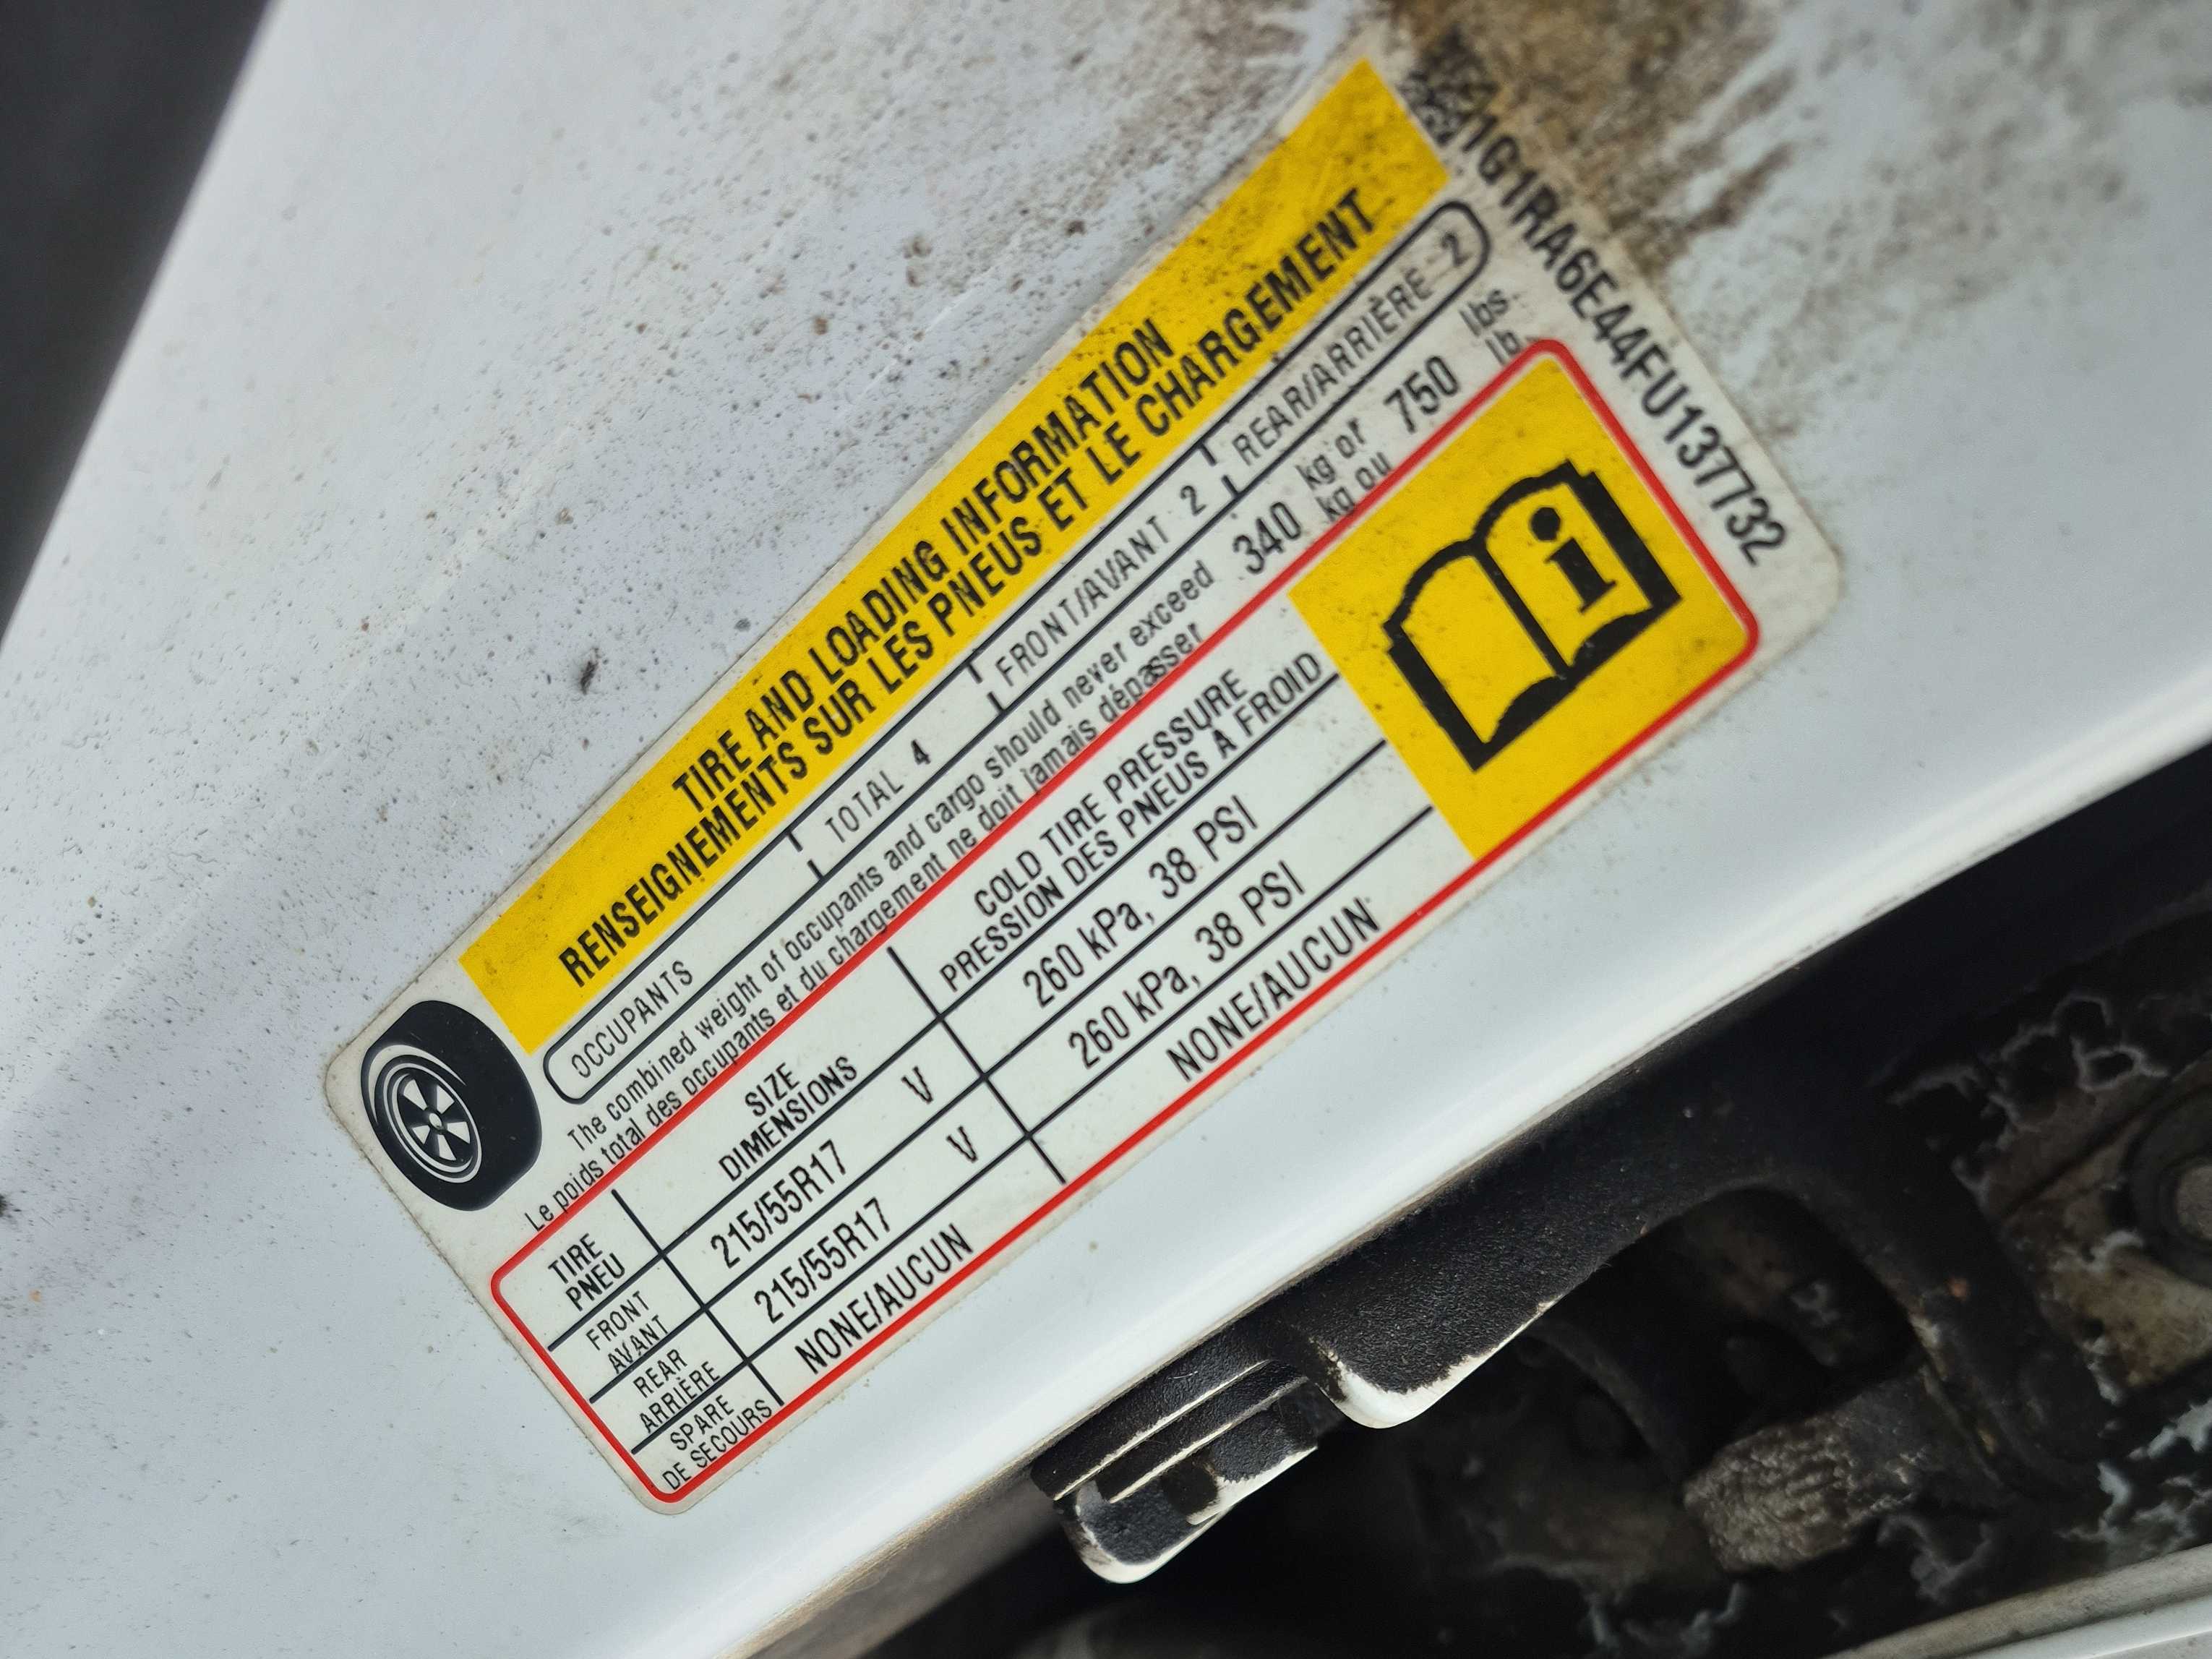 1G1RA6E44FU137732
TIRE AND LOADING INFORMATION
RENSEIGNEMENTS SUR LES PNEUS ET LE CHARGEMENT
OCCUPANTS TOTAL 4 FRONT/AVANT 2 REAR/ARRIÈRE 2
The combined weight of occupants and cargo should never exceed 340 kg or 750 lbs.
Le poids total des occupants et du chargement ne doit jamais dépasser kg ou lb.
TIRE SIZE COLD TIRE PRESSURE
PNEU DIMENSIONS PRESSION DES PNEUS À FROID
FRONT 215/55R17 V 260 kPa, 38 PSI
AVANT
REAR 215/55R17 V 260 kPa, 38 PSI
ARRIÈRE
SPARE NONE/AUCUN NONE/AUCUN
DE SECOURS
i